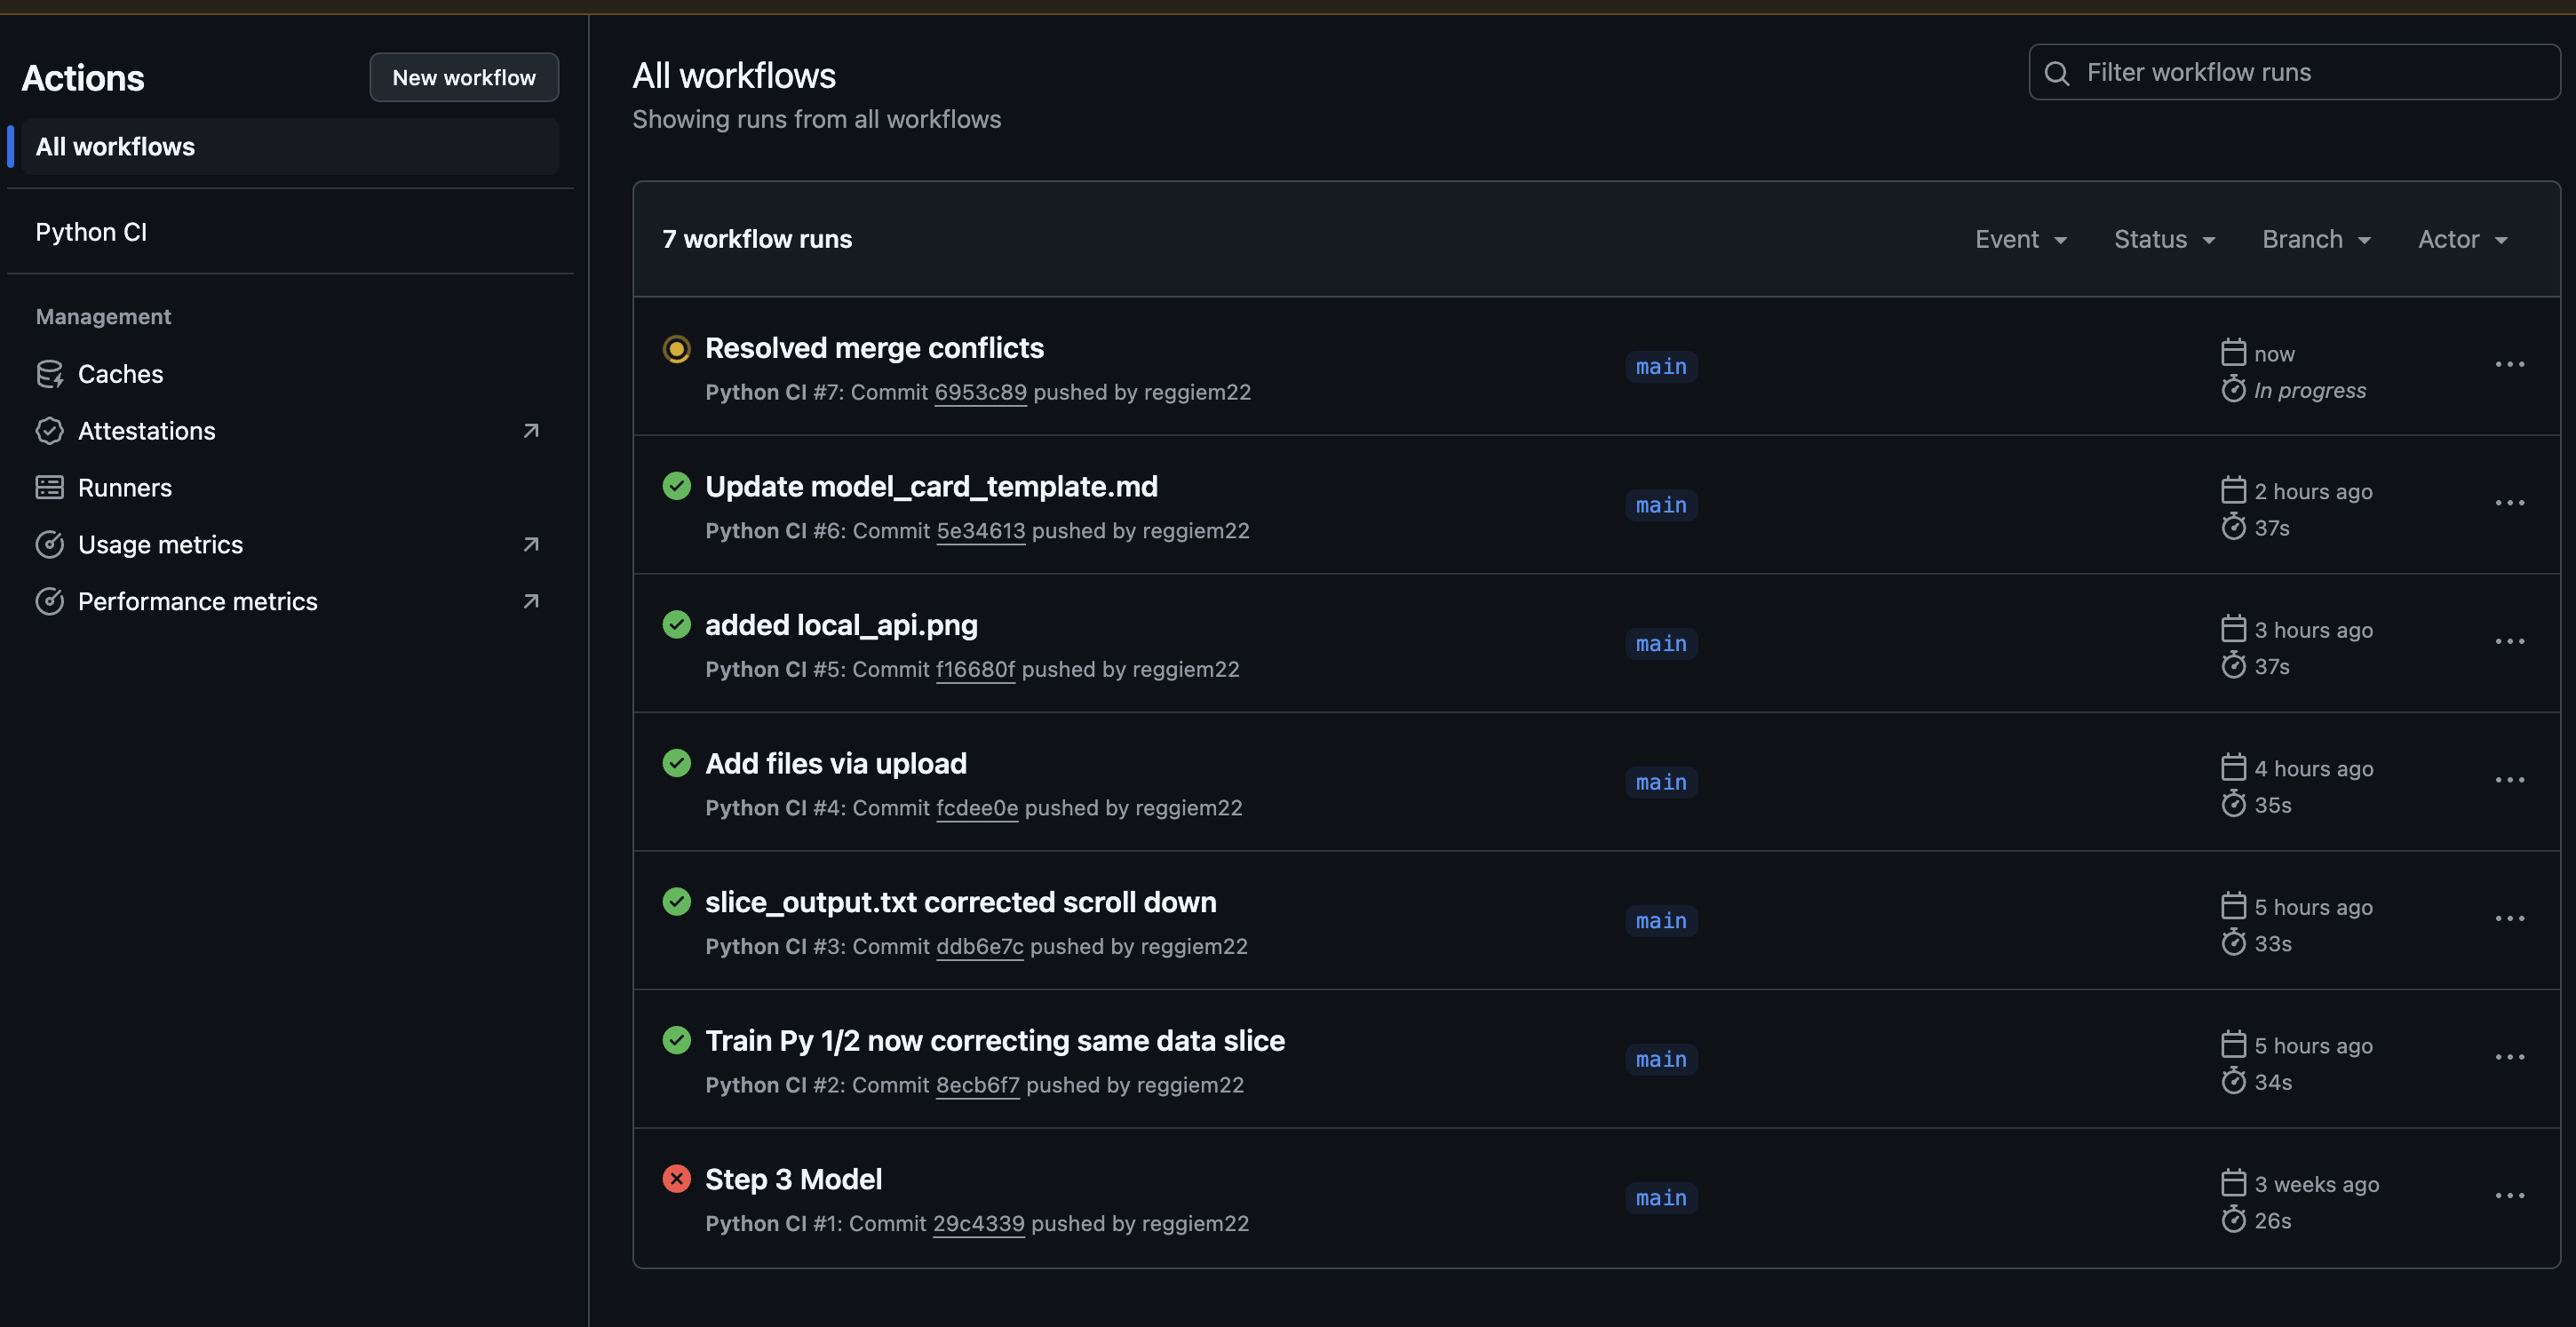 Actions
New workflow
All workflows
Python CI
Management
Caches
Attestations
Runners
Usage metrics
Performance metrics
All workflows
Showing runs from all workflows
Filter workflow runs
7 workflow runs
Event
Status
Branch
Actor
Resolved merge conflicts
Python CI #7: Commit 6953c89 pushed by reggiem22
main
now
In progress
Update model_card_template.md
Python CI #6: Commit 5e34613 pushed by reggiem22
main
2 hours ago
37s
added local_api.png
Python CI #5: Commit f16680f pushed by reggiem22
main
3 hours ago
37s
Add files via upload
Python CI #4: Commit fcdee0e pushed by reggiem22
main
4 hours ago
35s
slice_output.txt corrected scroll down
Python CI #3: Commit ddb6e7c pushed by reggiem22
main
5 hours ago
33s
Train Py 1/2 now correcting same data slice
Python CI #2: Commit 8ecb6f7 pushed by reggiem22
main
5 hours ago
34s
Step 3 Model
Python CI #1: Commit 29c4339 pushed by reggiem22
main
3 weeks ago
26s